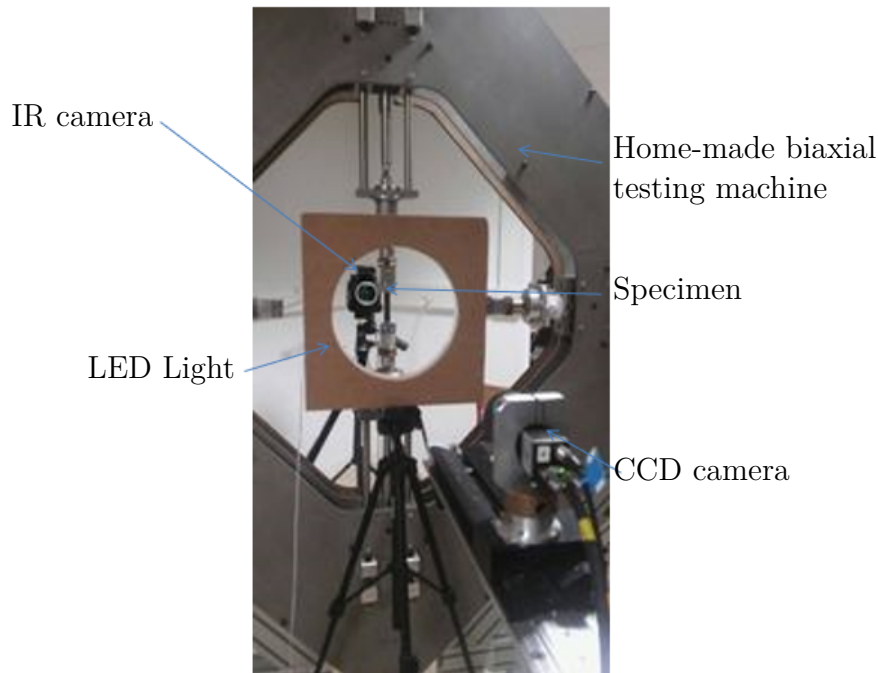 IR camera
Home-made biaxial
testing machine
Specimen
LED Light
CCD camera